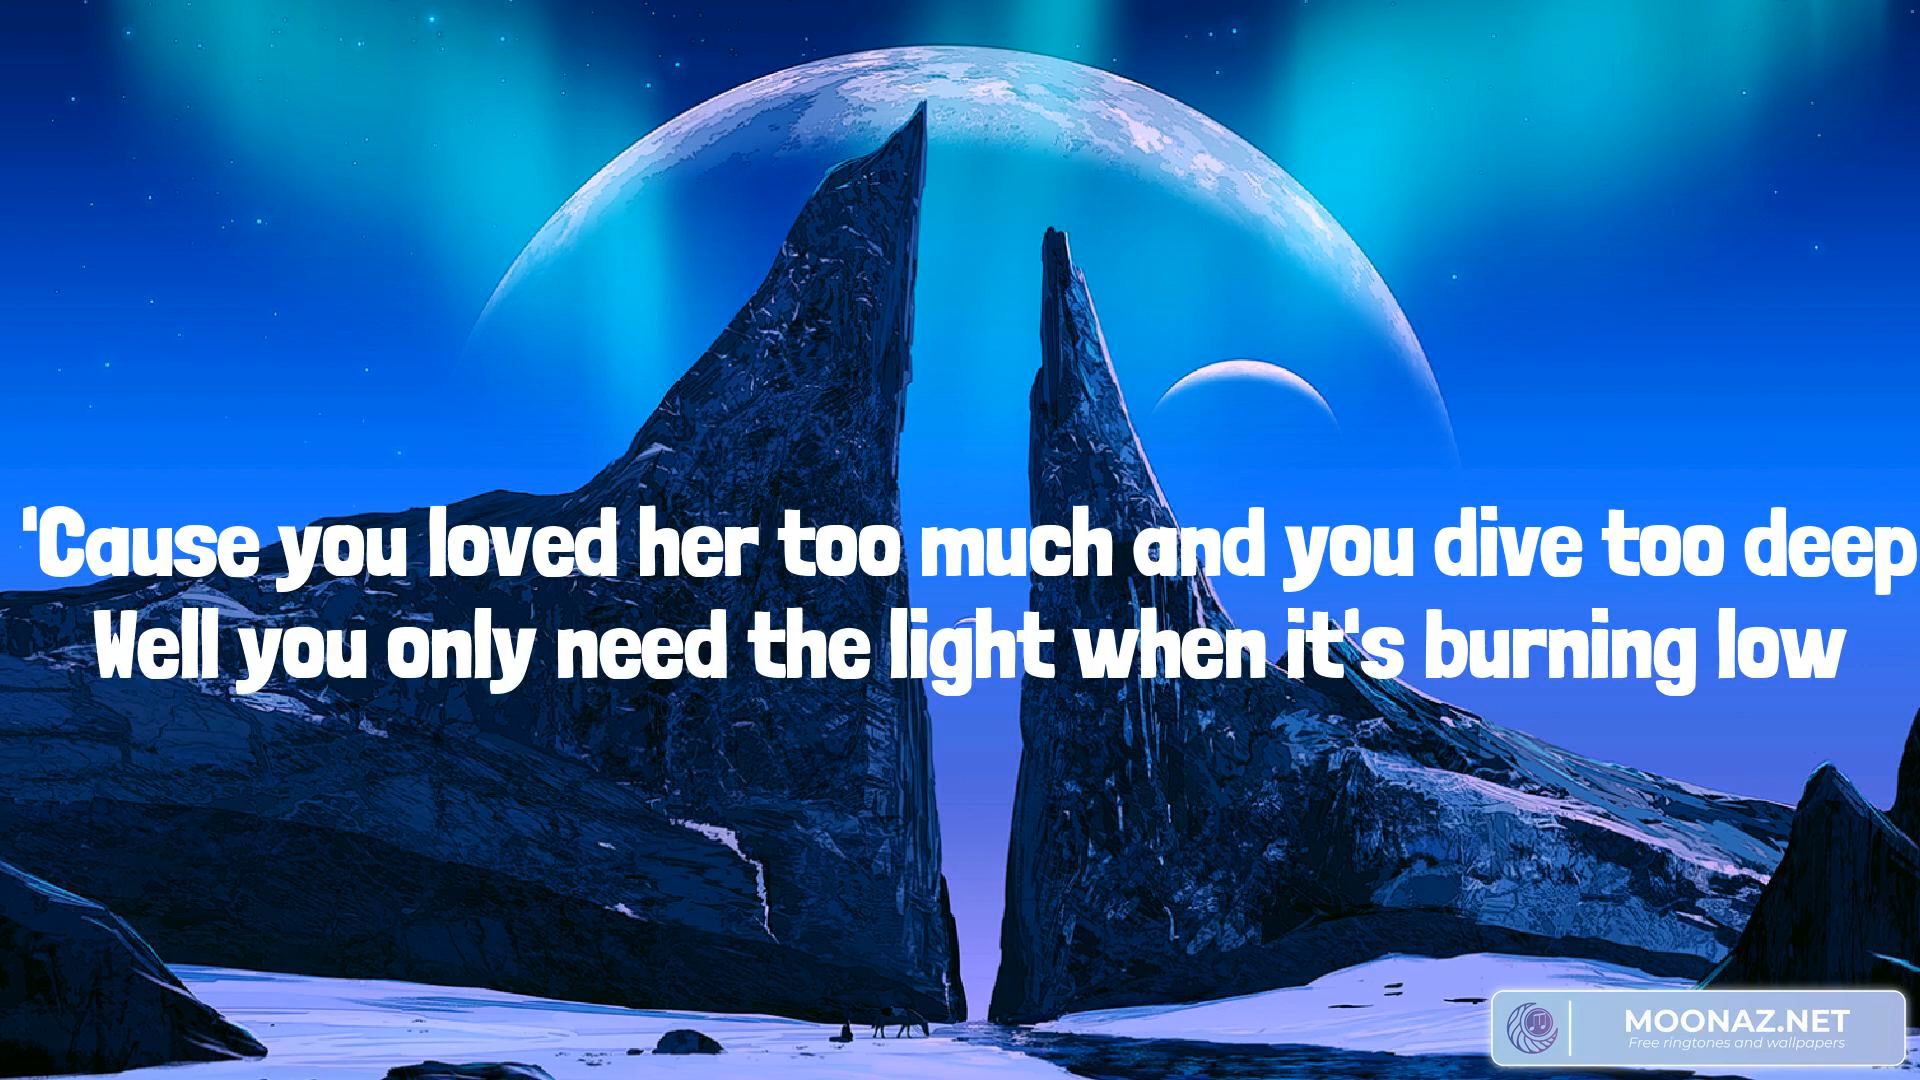 'Cause you loved her too much and you dive too deep
Well you only need the light when it's burning low
MOONAZ.NET
Free ringtones and wallpapers